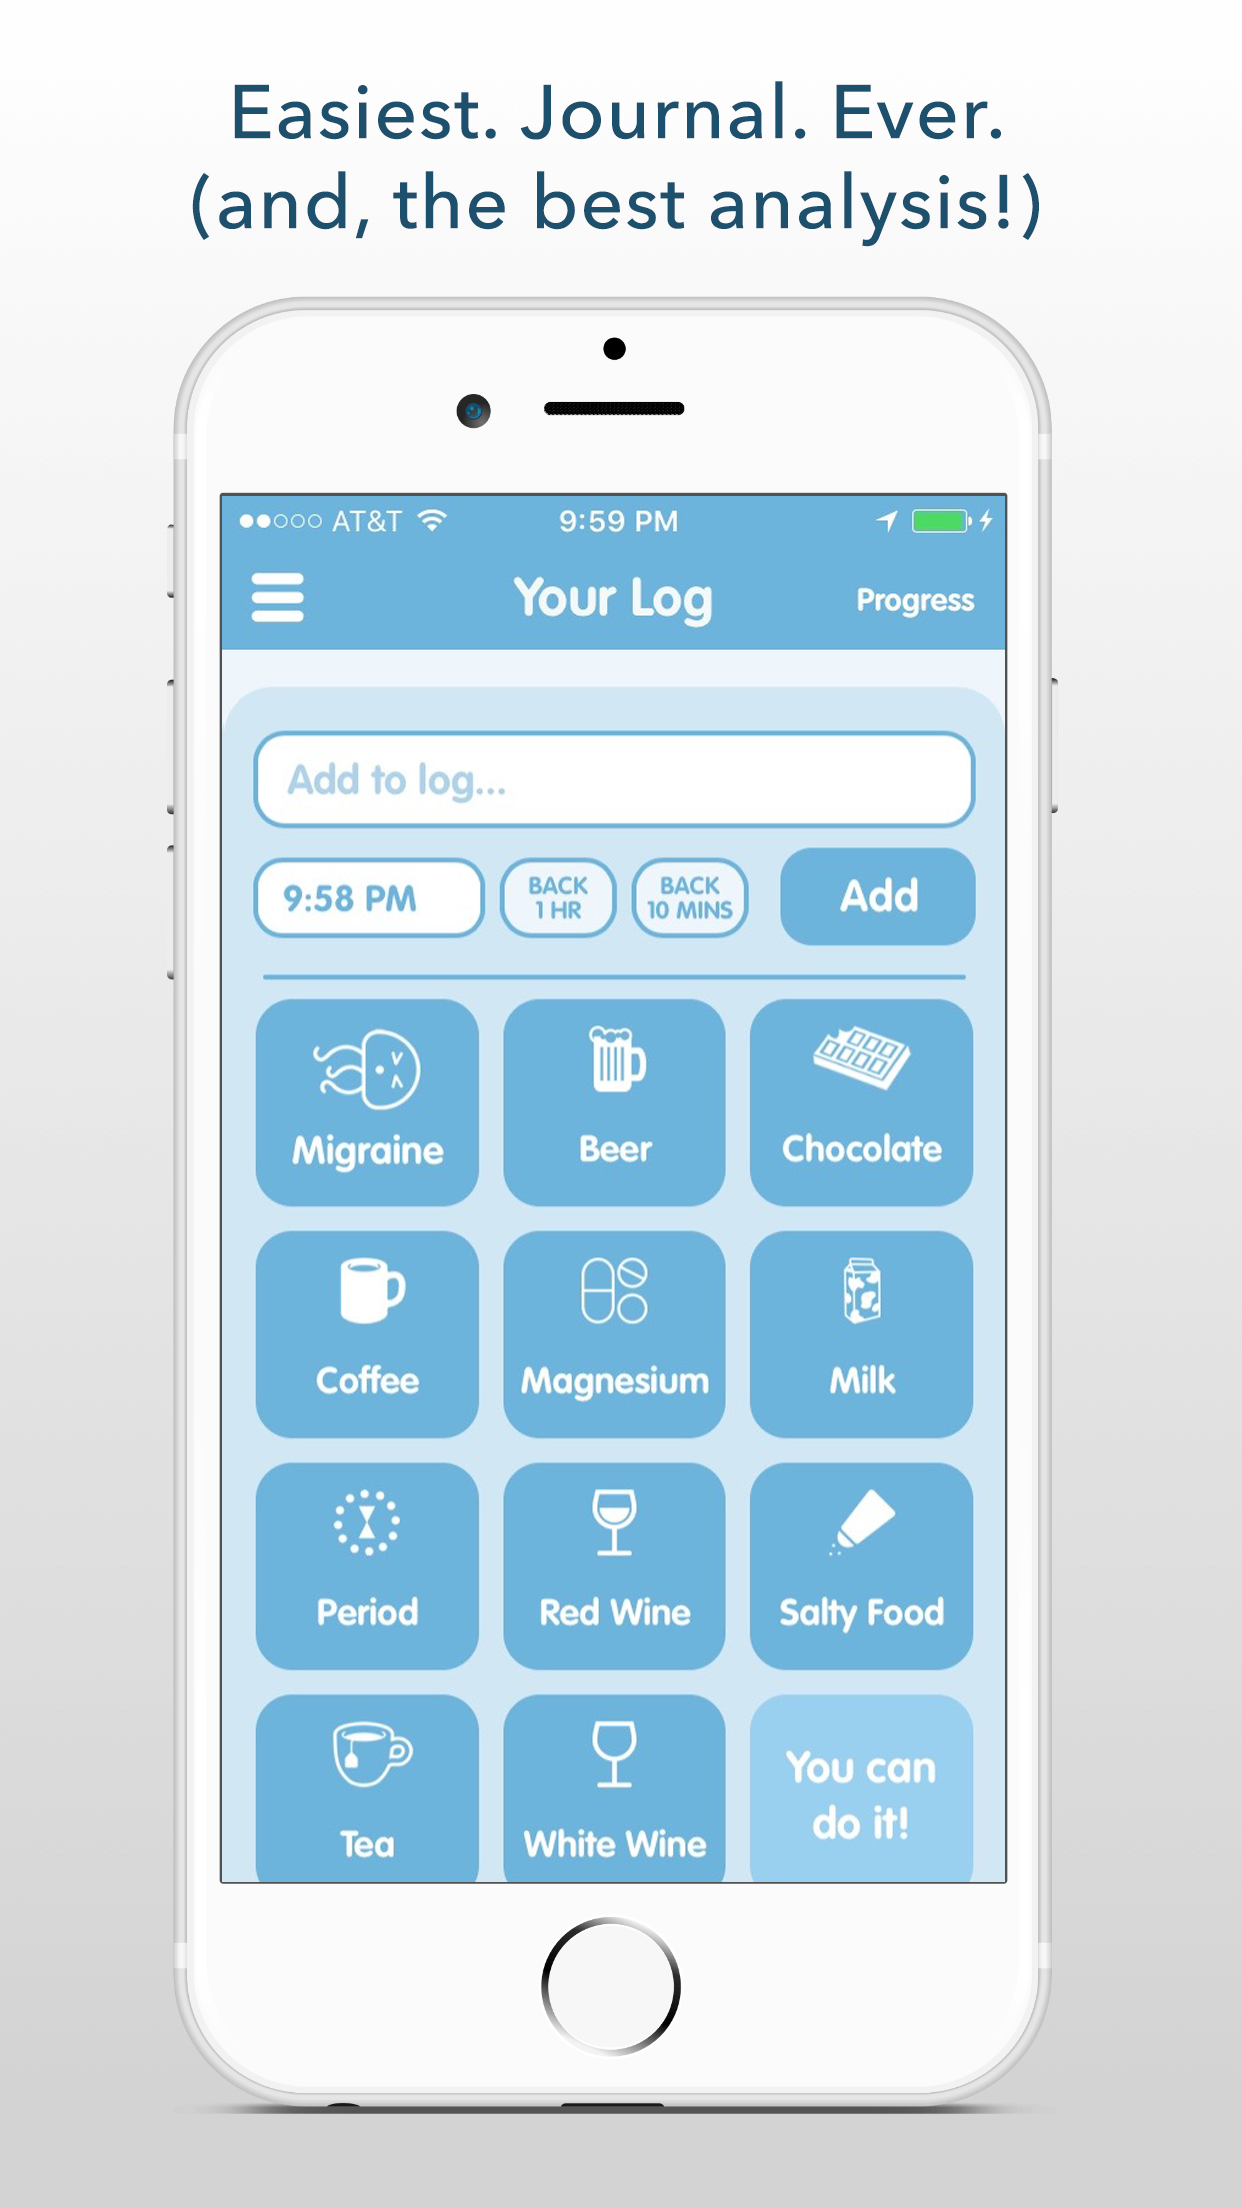 Easiest. Journal. Ever.
(and, the best analysis!)
AT&T 9:59 PM
Your Log Progress
Add to log...
9:58 PM BACK 1 HR BACK 10 MINS Add
Migraine Beer Chocolate
Coffee Magnesium Milk
Period Red Wine Salty Food
You can
do it!
Tea White Wine